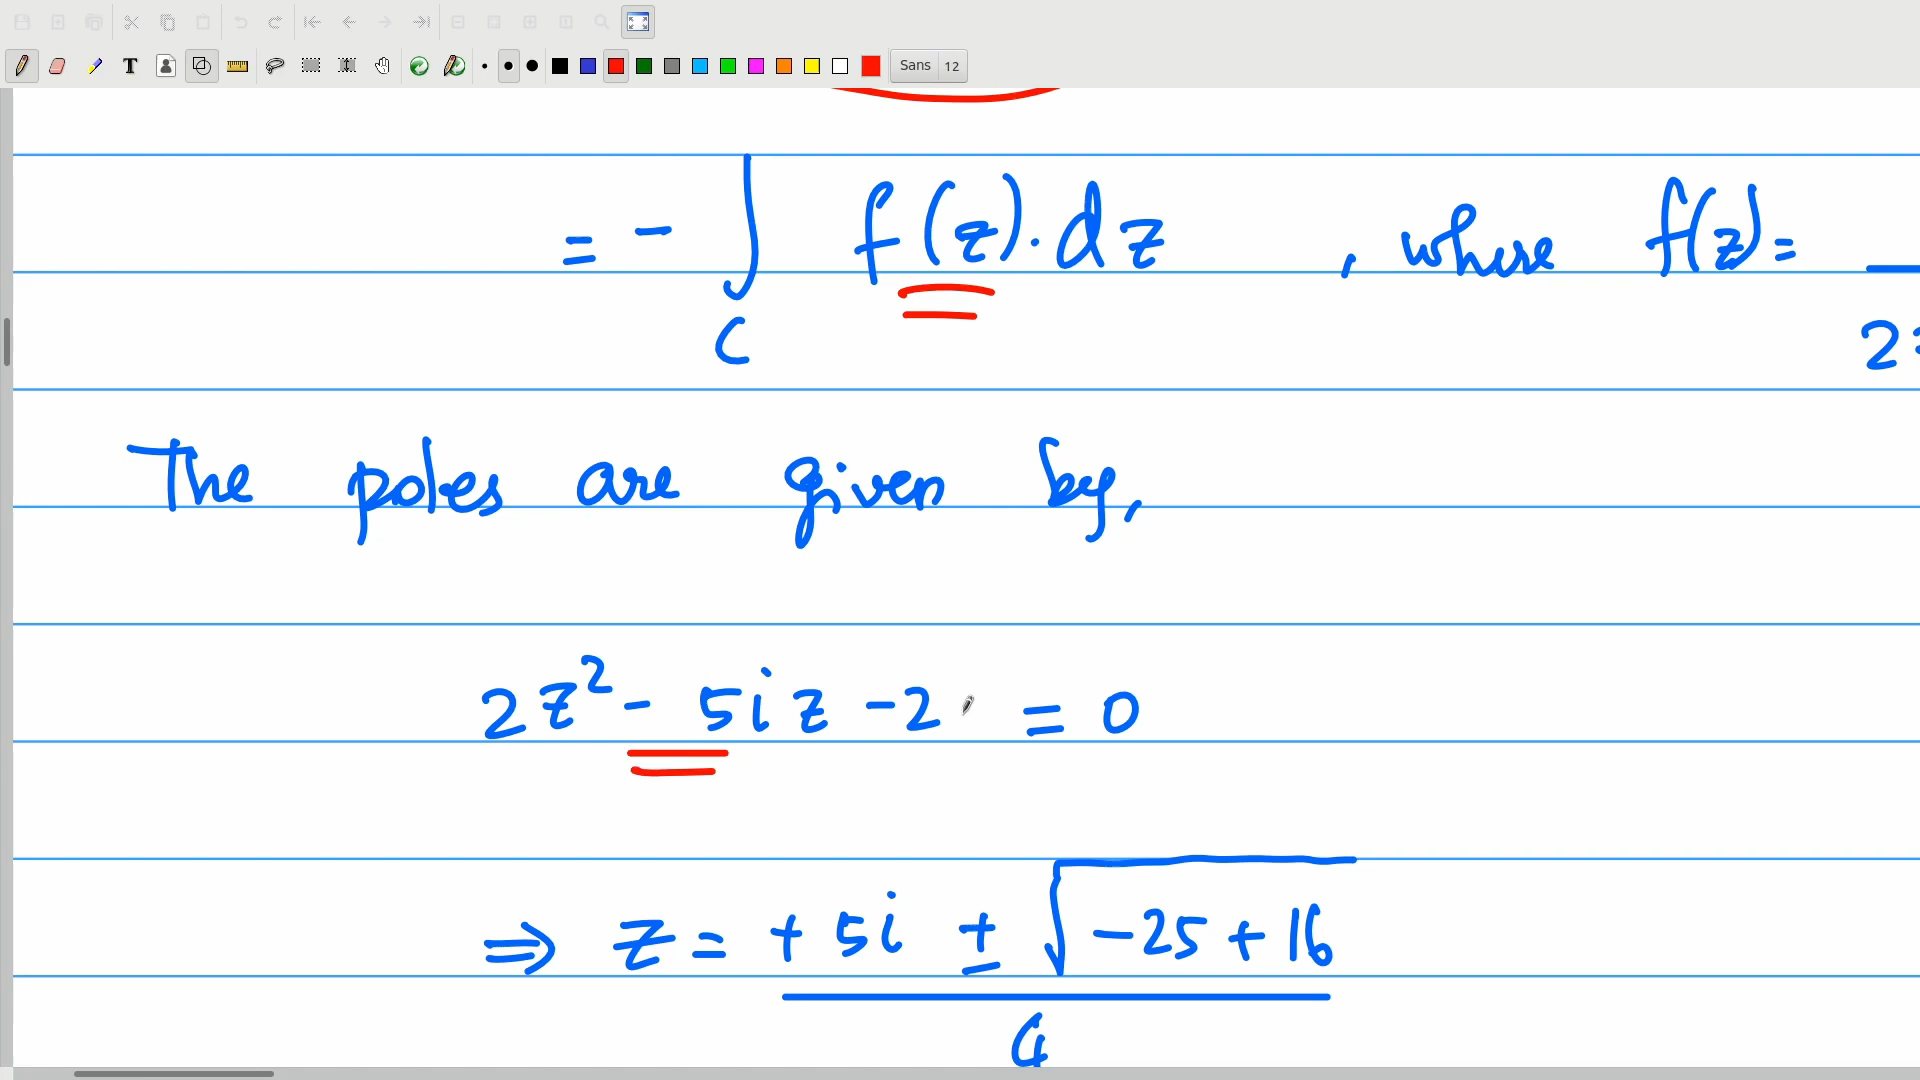 Sans 12
= - ∫ f(z).dz , where f(z)=
C
2
The poles are given by,
2z² - 5iz -2 = 0
⇒ z = + 5i ± √-25+16
4